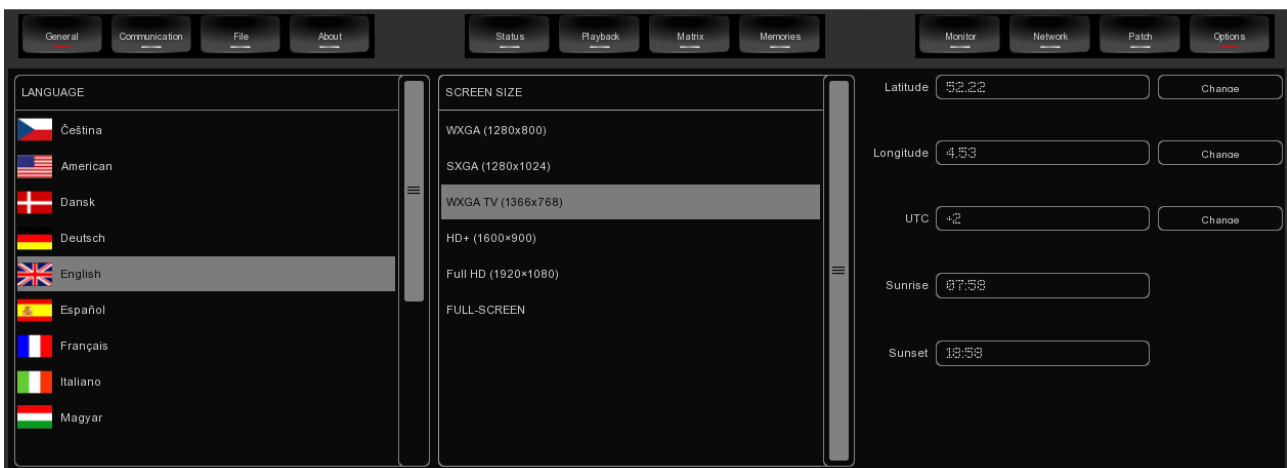 General Communication File About Status Playback Matrix Memories Monitor Network Patch Options
LANGUAGE
Čeština
American
Dansk
Deutsch
English
Español
Français
Italiano
Magyar
SCREEN SIZE
WXGA (1280x800)
SXGA (1280x1024)
WXGA TV (1366x768)
HD+ (1600×900)
Full HD (1920×1080)
FULL-SCREEN
Latitude 52.22 Change
Longitude 4.53 Change
UTC +2 Change
Sunrise 07:58
Sunset 18:58